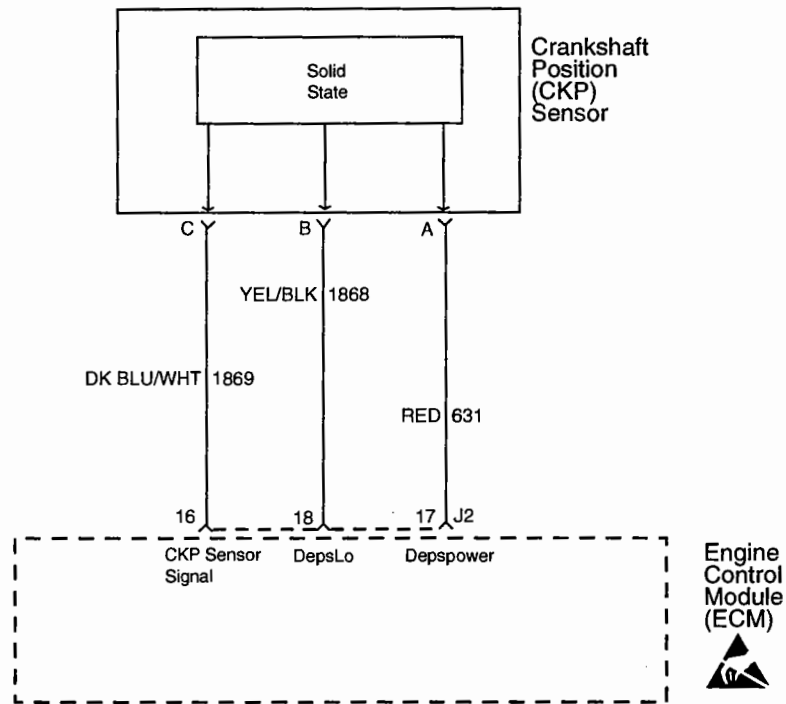 Solid
State
Crankshaft
Position
(CKP)
Sensor
C
B
A
YEL/BLK 1868
DK BLU/WHT 1869
RED 631
16
18
17 J2
CKP Sensor
Signal
DepsLo
Depspower
Engine
Control
Module
(ECM)